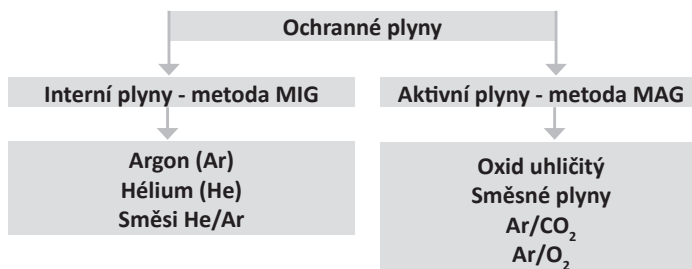 Ochranné plyny
Interní plyny - metoda MIG
Aktivní plyny - metoda MAG
Argon (Ar)
Hélium (He)
Směsi He/Ar
Oxid uhličitý
Směsné plyny
Ar/CO₂
Ar/O₂